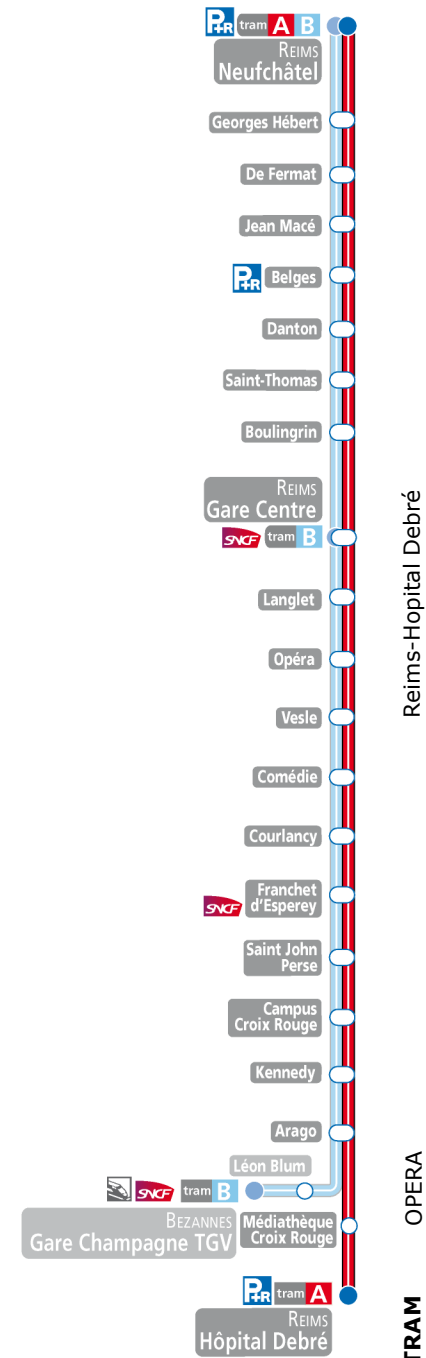 P+R tram A B
REIMS
Neufchâtel
Georges Hébert
De Fermat
Jean Macé
P+R Belges
Danton
Saint-Thomas
Boulingrin
REIMS
Gare Centre
SNCF tram B
Langlet
Opéra
Vesle
Comédie
Courlancy
Franchet
SNCF d'Esperey
Saint John
Perse
Campus
Croix Rouge
Kennedy
Arago
Léon Blum
SNCF tram B
BEZANNES
Gare Champagne TGV
Médiathèque
Croix Rouge
P+R tram A
REIMS
Hôpital Debré
Reims-Hopital Debré
OPERA
TRAM